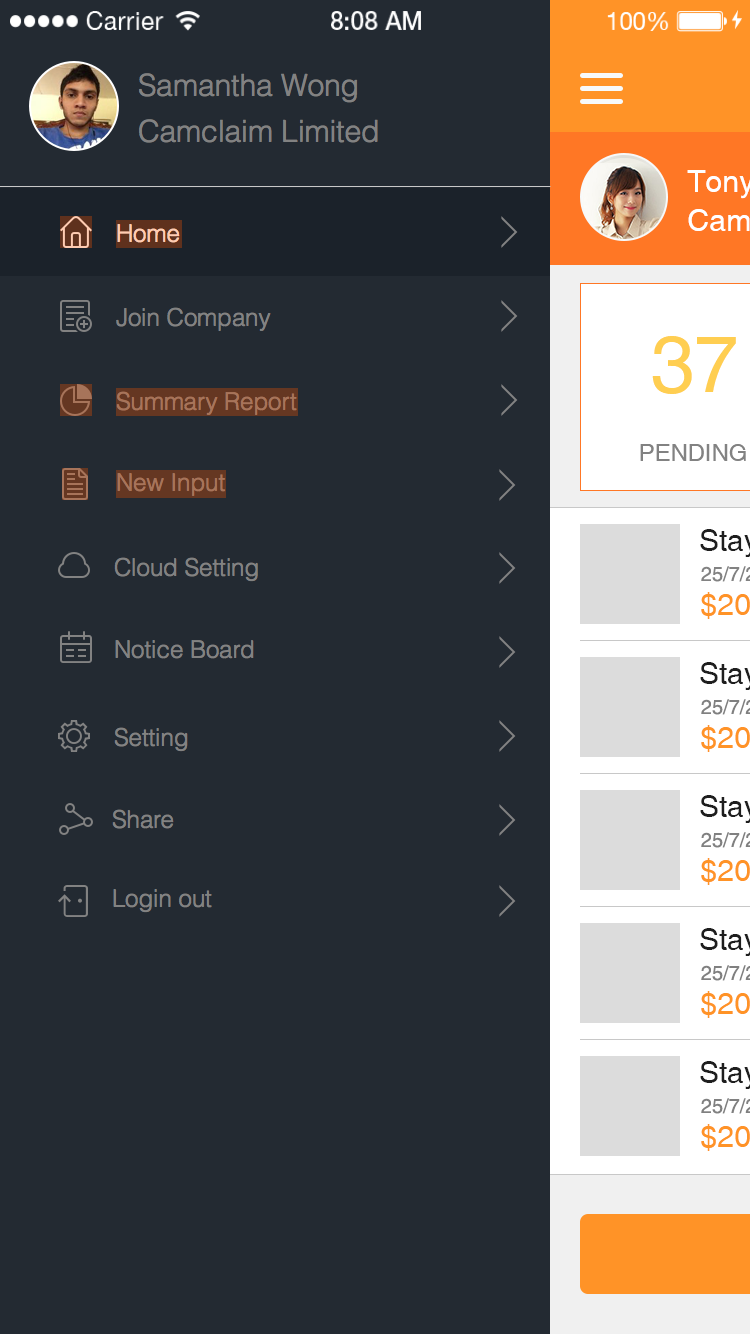 Carrier 8:08 AM 100%
Samantha Wong
Camclaim Limited
Home
Join Company
Summary Report
New Input
Cloud Setting
Notice Board
Setting
Share
Login out
Tony
Cam
37
PENDING
Stay
25/7/2
$20
Stay
25/7/2
$20
Stay
25/7/2
$20
Stay
25/7/2
$20
Stay
25/7/2
$20